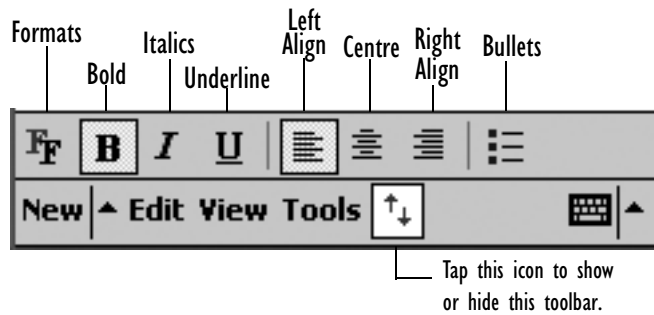 Formats
Bold
Italics
Underline
Left
Align
Centre
Right
Align
Bullets
FF B I U
New Edit View Tools
Tap this icon to show
or hide this toolbar.